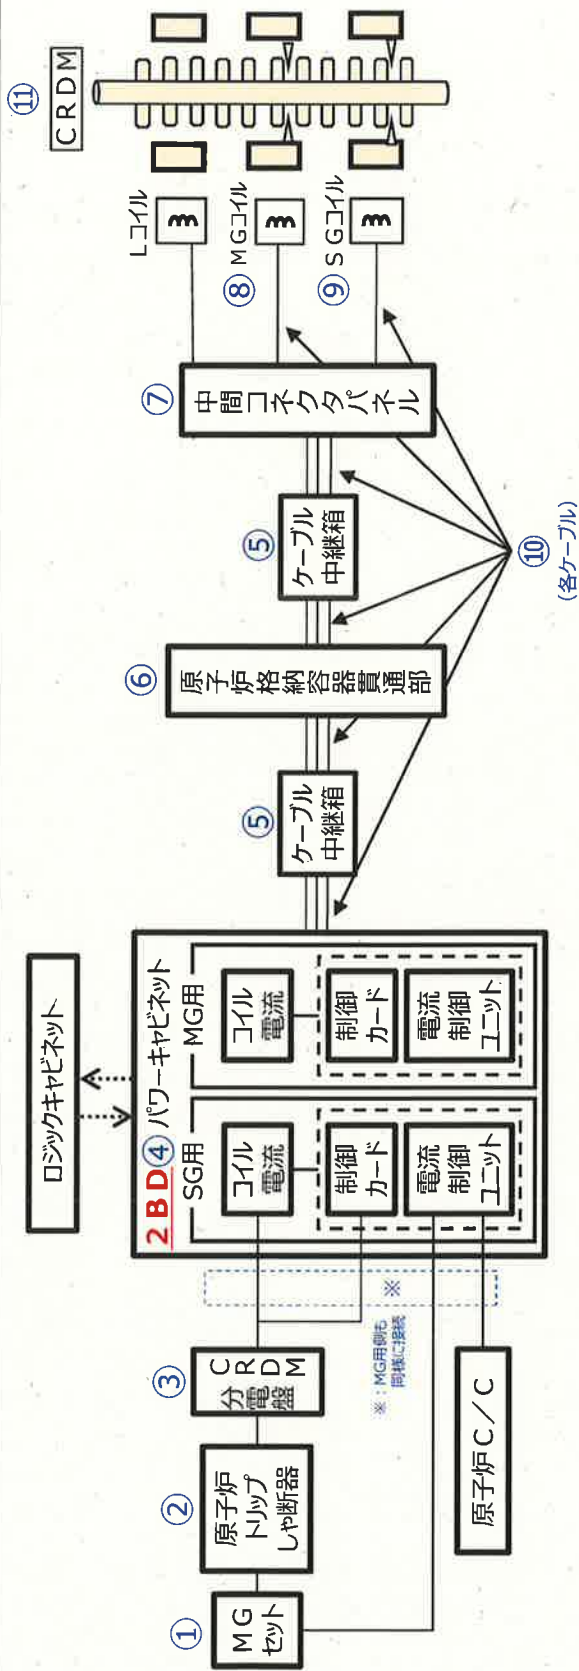 ①
MG
セット
②
原子炉
トリップ
しゃ断器
③
CRDM
分電盤
原子炉C／C
※
※：MG用側も
同様に接続
ロジックキャビネット
2BD④パワーキャビネット
SG用
コイル
電流
制御
カード
電流
制御
ユニット
MG用
コイル
電流
制御
カード
電流
制御
ユニット
⑤
ケーブル
中継箱
⑥
原子炉格納容器貫通部
⑤
ケーブル
中継箱
⑦
中間コネクタパネル
⑩
(各ケーブル)
Lコイル
⑧
MGコイル
⑨
SGコイル
⑪
CRDM